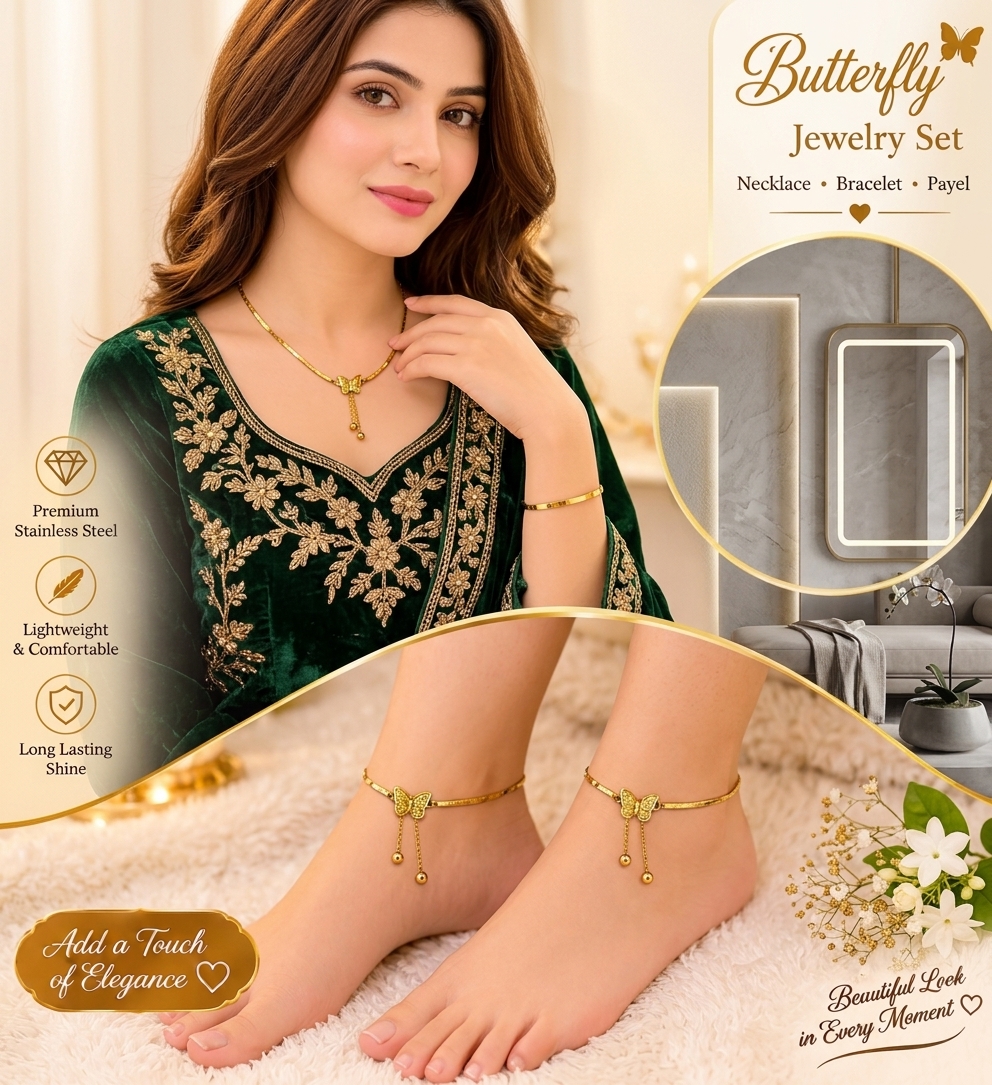 Butterfly
Jewelry Set
Necklace • Bracelet • Payel
Premium
Stainless Steel
Lightweight
& Comfortable
Long Lasting
Shine
Add a Touch
of Elegance
Beautiful Look
in Every Moment